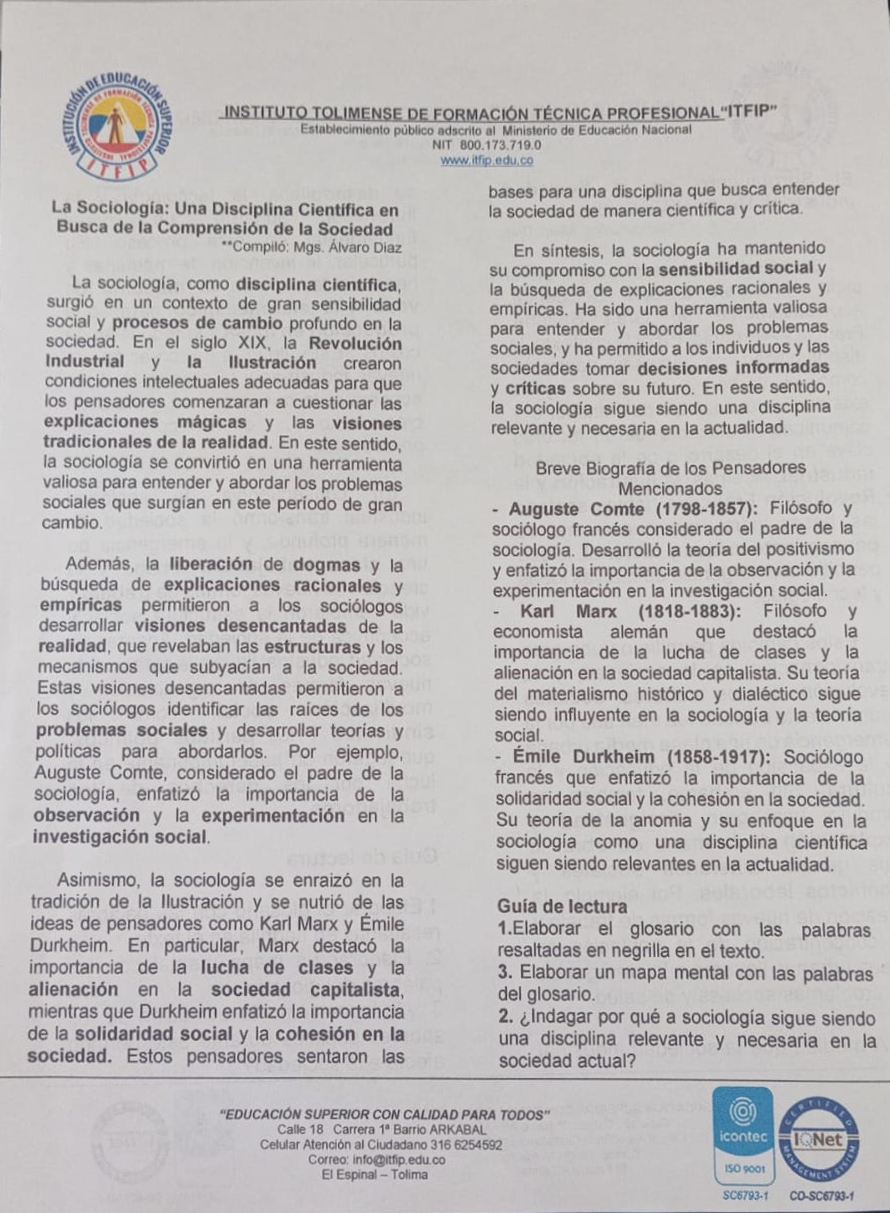 INSTITUCIÓN DE EDUCACIÓN SUPERIOR
ITFIP
INSTITUTO TOLIMENSE DE FORMACIÓN TÉCNICA PROFESIONAL "ITFIP"
Establecimiento público adscrito al Ministerio de Educación Nacional
NIT 800.173.719.0
www.itfip.edu.co
La Sociología: Una Disciplina Científica en
Busca de la Comprensión de la Sociedad
**Compiló: Mgs. Álvaro Diaz
La sociología, como disciplina científica,
surgió en un contexto de gran sensibilidad
social y procesos de cambio profundo en la
sociedad. En el siglo XIX, la Revolución
Industrial y la Ilustración crearon
condiciones intelectuales adecuadas para que
los pensadores comenzaran a cuestionar las
explicaciones mágicas y las visiones
tradicionales de la realidad. En este sentido,
la sociología se convirtió en una herramienta
valiosa para entender y abordar los problemas
sociales que surgían en este período de gran
cambio.
Además, la liberación de dogmas y la
búsqueda de explicaciones racionales y
empíricas permitieron a los sociólogos
desarrollar visiones desencantadas de la
realidad, que revelaban las estructuras y los
mecanismos que subyacían a la sociedad.
Estas visiones desencantadas permitieron a
los sociólogos identificar las raíces de los
problemas sociales y desarrollar teorías y
políticas para abordarlos. Por ejemplo,
Auguste Comte, considerado el padre de la
sociología, enfatizó la importancia de la
observación y la experimentación en la
investigación social.
Asimismo, la sociología se enraizó en la
tradición de la Ilustración y se nutrió de las
ideas de pensadores como Karl Marx y Émile
Durkheim. En particular, Marx destacó la
importancia de la lucha de clases y la
alienación en la sociedad capitalista,
mientras que Durkheim enfatizó la importancia
de la solidaridad social y la cohesión en la
sociedad. Estos pensadores sentaron las
bases para una disciplina que busca entender
la sociedad de manera científica y crítica.
En síntesis, la sociología ha mantenido
su compromiso con la sensibilidad social y
la búsqueda de explicaciones racionales y
empíricas. Ha sido una herramienta valiosa
para entender y abordar los problemas
sociales, y ha permitido a los individuos y las
sociedades tomar decisiones informadas
y críticas sobre su futuro. En este sentido,
la sociología sigue siendo una disciplina
relevante y necesaria en la actualidad.
Breve Biografía de los Pensadores
Mencionados
- Auguste Comte (1798-1857): Filósofo y
sociólogo francés considerado el padre de la
sociología. Desarrolló la teoría del positivismo
y enfatizó la importancia de la observación y la
experimentación en la investigación social.
- Karl Marx (1818-1883): Filósofo y
economista alemán que destacó la
importancia de la lucha de clases y la
alienación en la sociedad capitalista. Su teoría
del materialismo histórico y dialéctico sigue
siendo influyente en la sociología y la teoría
social.
- Émile Durkheim (1858-1917): Sociólogo
francés que enfatizó la importancia de la
solidaridad social y la cohesión en la sociedad.
Su teoría de la anomia y su enfoque en la
sociología como una disciplina científica
siguen siendo relevantes en la actualidad.
Guía de lectura
1.Elaborar el glosario con las palabras
resaltadas en negrilla en el texto.
3. Elaborar un mapa mental con las palabras
del glosario.
2. ¿Indagar por qué a sociología sigue siendo
una disciplina relevante y necesaria en la
sociedad actual?
"EDUCACIÓN SUPERIOR CON CALIDAD PARA TODOS"
Calle 18 Carrera 1ª Barrio ARKABAL
Celular Atención al Ciudadano 316 6254592
Correo: info@itfip.edu.co
El Espinal – Tolima
icontec
ISO 9001
SC6793-1
CERTIFIED
IQNet
MANAGEMENT SYSTEM
CO-SC6793-1